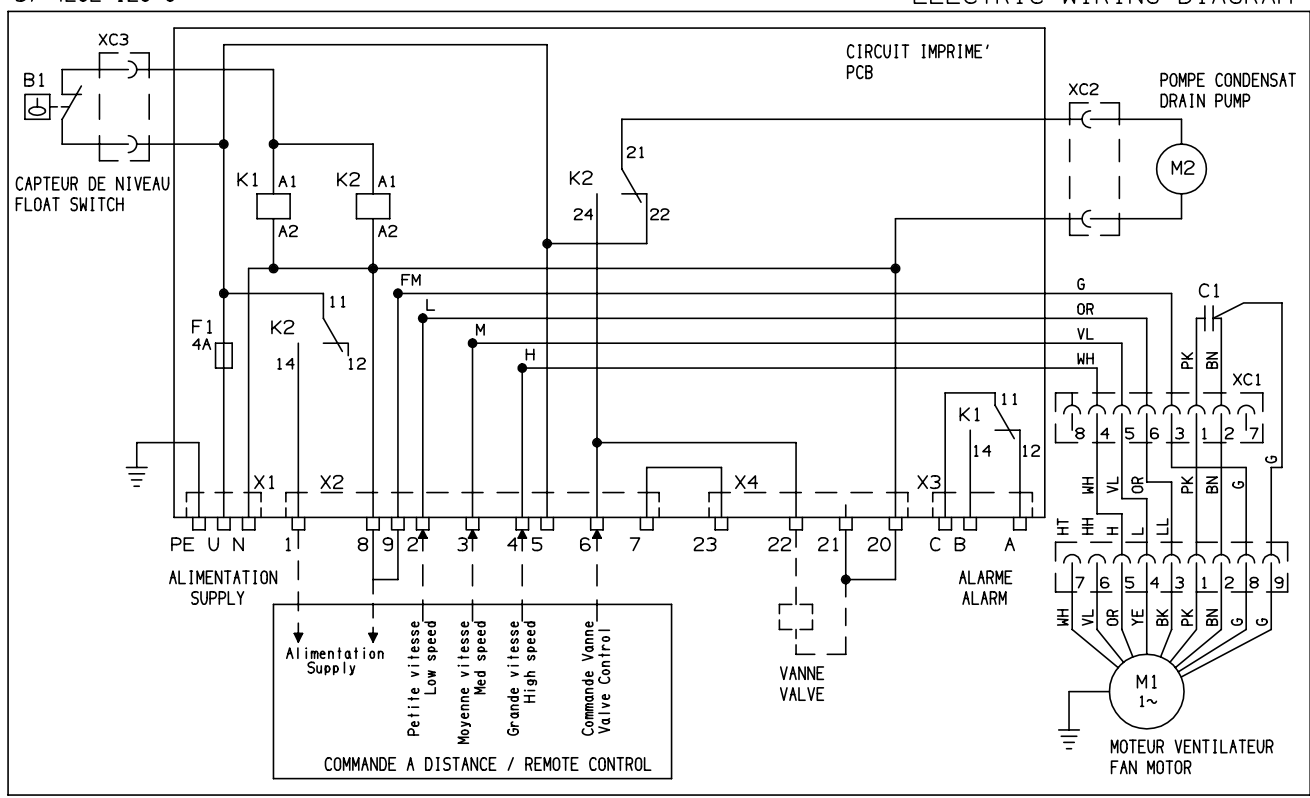 ELECTRIC WIRING DIAGRAM
XC3
B1
CAPTEUR DE NIVEAU
FLOAT SWITCH
CIRCUIT IMPRIME'
PCB
XC2
POMPE CONDENSAT
DRAIN PUMP
M2
K1 A1
A2
K2 A1
A2
K2
21
24 22
F1
4A
K2
11
14 12
FM
L
M
H
G
OR
VL
WH
C1
PK BN
XC1
8 4 5 6 3 1 2 7
K1
11
14 12
X1 X2 X4 X3
PE U N 1 8 9 2 3 4 5 6 7 23 22 21 20 C B A
WH VL OR PK BN G G
HT HH H L LL
7 6 5 4 3 1 2 8 9
WH VL OR YE BK PK BN G G
ALIMENTATION
SUPPLY
Alimentation
Supply
Petite vitesse
Low speed
Moyenne vitesse
Med speed
Grande vitesse
High speed
Commande Vanne
Valve Control
COMMANDE A DISTANCE / REMOTE CONTROL
VANNE
VALVE
ALARME
ALARM
M1
1~
MOTEUR VENTILATEUR
FAN MOTOR